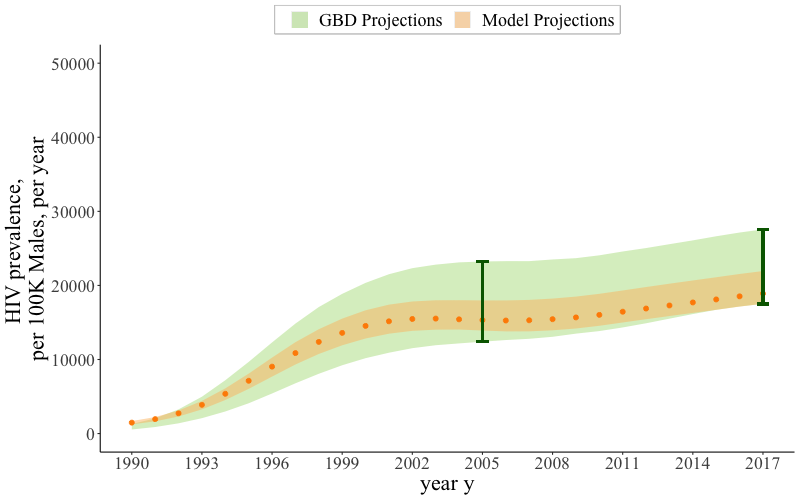 GBD Projections Model Projections
HIV prevalence,
per 100K Males, per year
50000
40000
30000
20000
10000
0
1990 1993 1996 1999 2002 2005 2008 2011 2014 2017
year y